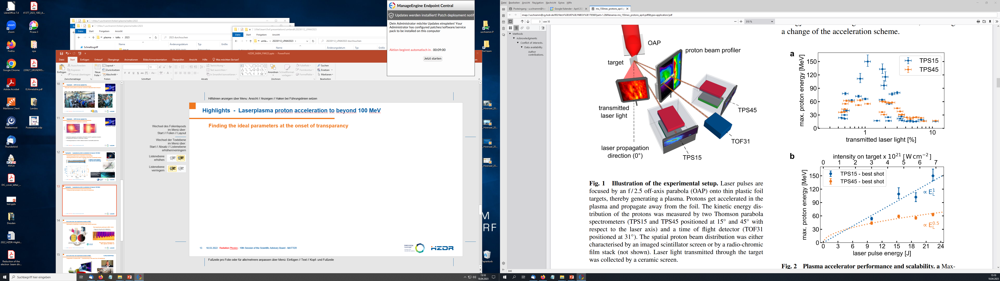 LibreOffice 7.4
41377_2023_1083_A...
Zoom
Picasa 3
Firefox
opa
Google Chrome
220627_GRUNDRIS...
Adobe Acrobat
ELItimetable.pdf
MailStore Client
Landau
Mattermost
Posteramin.odp
Thunderbird
PDF24
DIC_cover_letter_...
test.pptx
Dresden
2022_HZDR-Highli...
Reduction of the
electron beam div...
\\fileu1\uschramm\folien\plasma\talks\2022
\\fileu1\uschramm\folien\plasma\talks\2023
Datei Start Freigeben Ansicht
plasma › talks › 2023
2023 durchsuchen
Schnellzugriff
Name Änderungsdatum Typ Größe
\\filet\team\fwt\presentations\umlandt\20230112_LPAW2023
Datei Start Freigeben Ansicht
umla... › 20230112_LPAW2023 ›
20230112_LPAW2023 durchsuchen
Name Änderungsdatum Typ Größe
HZDR_SABM_FWK23.pptx - PowerPoint
Datei Start Einfügen Entwurf Übergänge Animationen Bildschirmpräsentation Überprüfen Ansicht Hilfe Was möchten Sie tun?
Einfügen
Ausschneiden
Kopieren
Format übertragen
Zwischenablage
Neue
Folie
Layout
Zurücksetzen
Abschnitt
Folien
18
F K U S
Schriftart
Textrichtung
Text ausrichten
In SmartArt konvertieren
Absatz
Anordnen
Schnellformat-
vorlagen
Fülleffekt
Formkontur
Formeffekte
Zeichnen
Suchen
Ersetzen
Markieren
Bearbeiten
10
11
12
13
14
15
Hilfslinien anzeigen über Menu: Ansicht // Anzeigen // Haken bei Führungslinien setzen
Highlights - Laserplasma proton acceleration to beyond 100 MeV
Finding the ideal parameters at the onset of transparancy
Wechsel des Folienlayouts
im Menü über:
Start // Folien // Layout
Wechsel der Textebene
im Menü über:
Start // Absatz // Listenebene
erhöhen/verringern
Listenebene
erhöhen
Listenebene
verringern
13 18.03.2022 Radiation Physics - 19th Session of the Scientific Advisory Board - MATTER
DRESDEN
concept
HZDR
Fußzeile pro Folie oder für alle/mehrere anpassen über Menü: Einfügen // Text // Kopf- und Fußzeile
ManageEngine Endpoint Central
Updates werden installiert! Patch deployment notif
Dein Administrator möchte Updates einspielen! Your
Administrator has configured patches/software/service
pack to be installed on this computer
Aktion beginnt automatisch in . 00:09:00
Jetzt starten
uschramm P
fwt team
_Hoersaal_20...
_Hoersaal_20...
_Hoersaal_20...
_Hoersaal_20...
M
RF
Papierkorb
Suchbegriff hier eingeben
15:10
18.04.2023
Datei Bearbeiten Ansicht Navigation Nachricht Extras Hilfe
Posteingang - u.schramm@hz
Google Kalender - April 202
ms_150mev_protons_april.p
imap://uschramm@cg.hzdr.de:993/fetch%3EUID%3E/INBOX%3E176568?part=1.2&filename=ms_150mev_protons_april.pdf&type=application/pdf
3 von 10
310 %
Methods
Acknowledgments
Conflict of interests.
Data availability.
Author
contributions.
OAP
target
proton beam profiler
transmitted
laser light
TPS45
TOF31
laser propagation
direction (0°)
TPS15
Fig. 1 Illustration of the experimental setup. Laser pulses are
focused by an f / 2.5 off-axis parabola (OAP) onto thin plastic foil
targets, thereby generating a plasma. Protons get accelerated in the
plasma and propagate away from the foil. The kinetic energy dis-
tribution of the protons was measured by two Thomson parabola
spectrometers (TPS15 and TPS45 positioned at 15° and 45° with
respect to the laser axis) and a time of flight detector (TOF31
positioned at 31°). The spatial proton beam distribution was either
characterised by an imaged scintillator screen or by a radio-chromic
film stack (not shown). Laser light transmitted through the target
was collected by a ceramic screen.
a change of the acceleration scheme.
a
max. proton energy [MeV]
150
120
90
60
30
0
TPS15
TPS45
1 10
transmitted laser light [%]
b
intensity on target x 10²¹ [W cm⁻²]
0 1 2 3 4 5 6 7
max. proton energy [MeV]
150
120
90
60
30
0
TPS15 - best shot
TPS45 - best shot
∝ E_L^1
∝ E_L^0.5
0 3 6 9 12 15 18 21 24
laser pulse energy [J]
Fig. 2 Plasma accelerator performance and scalability. a Max-
15:10
18.04.2023